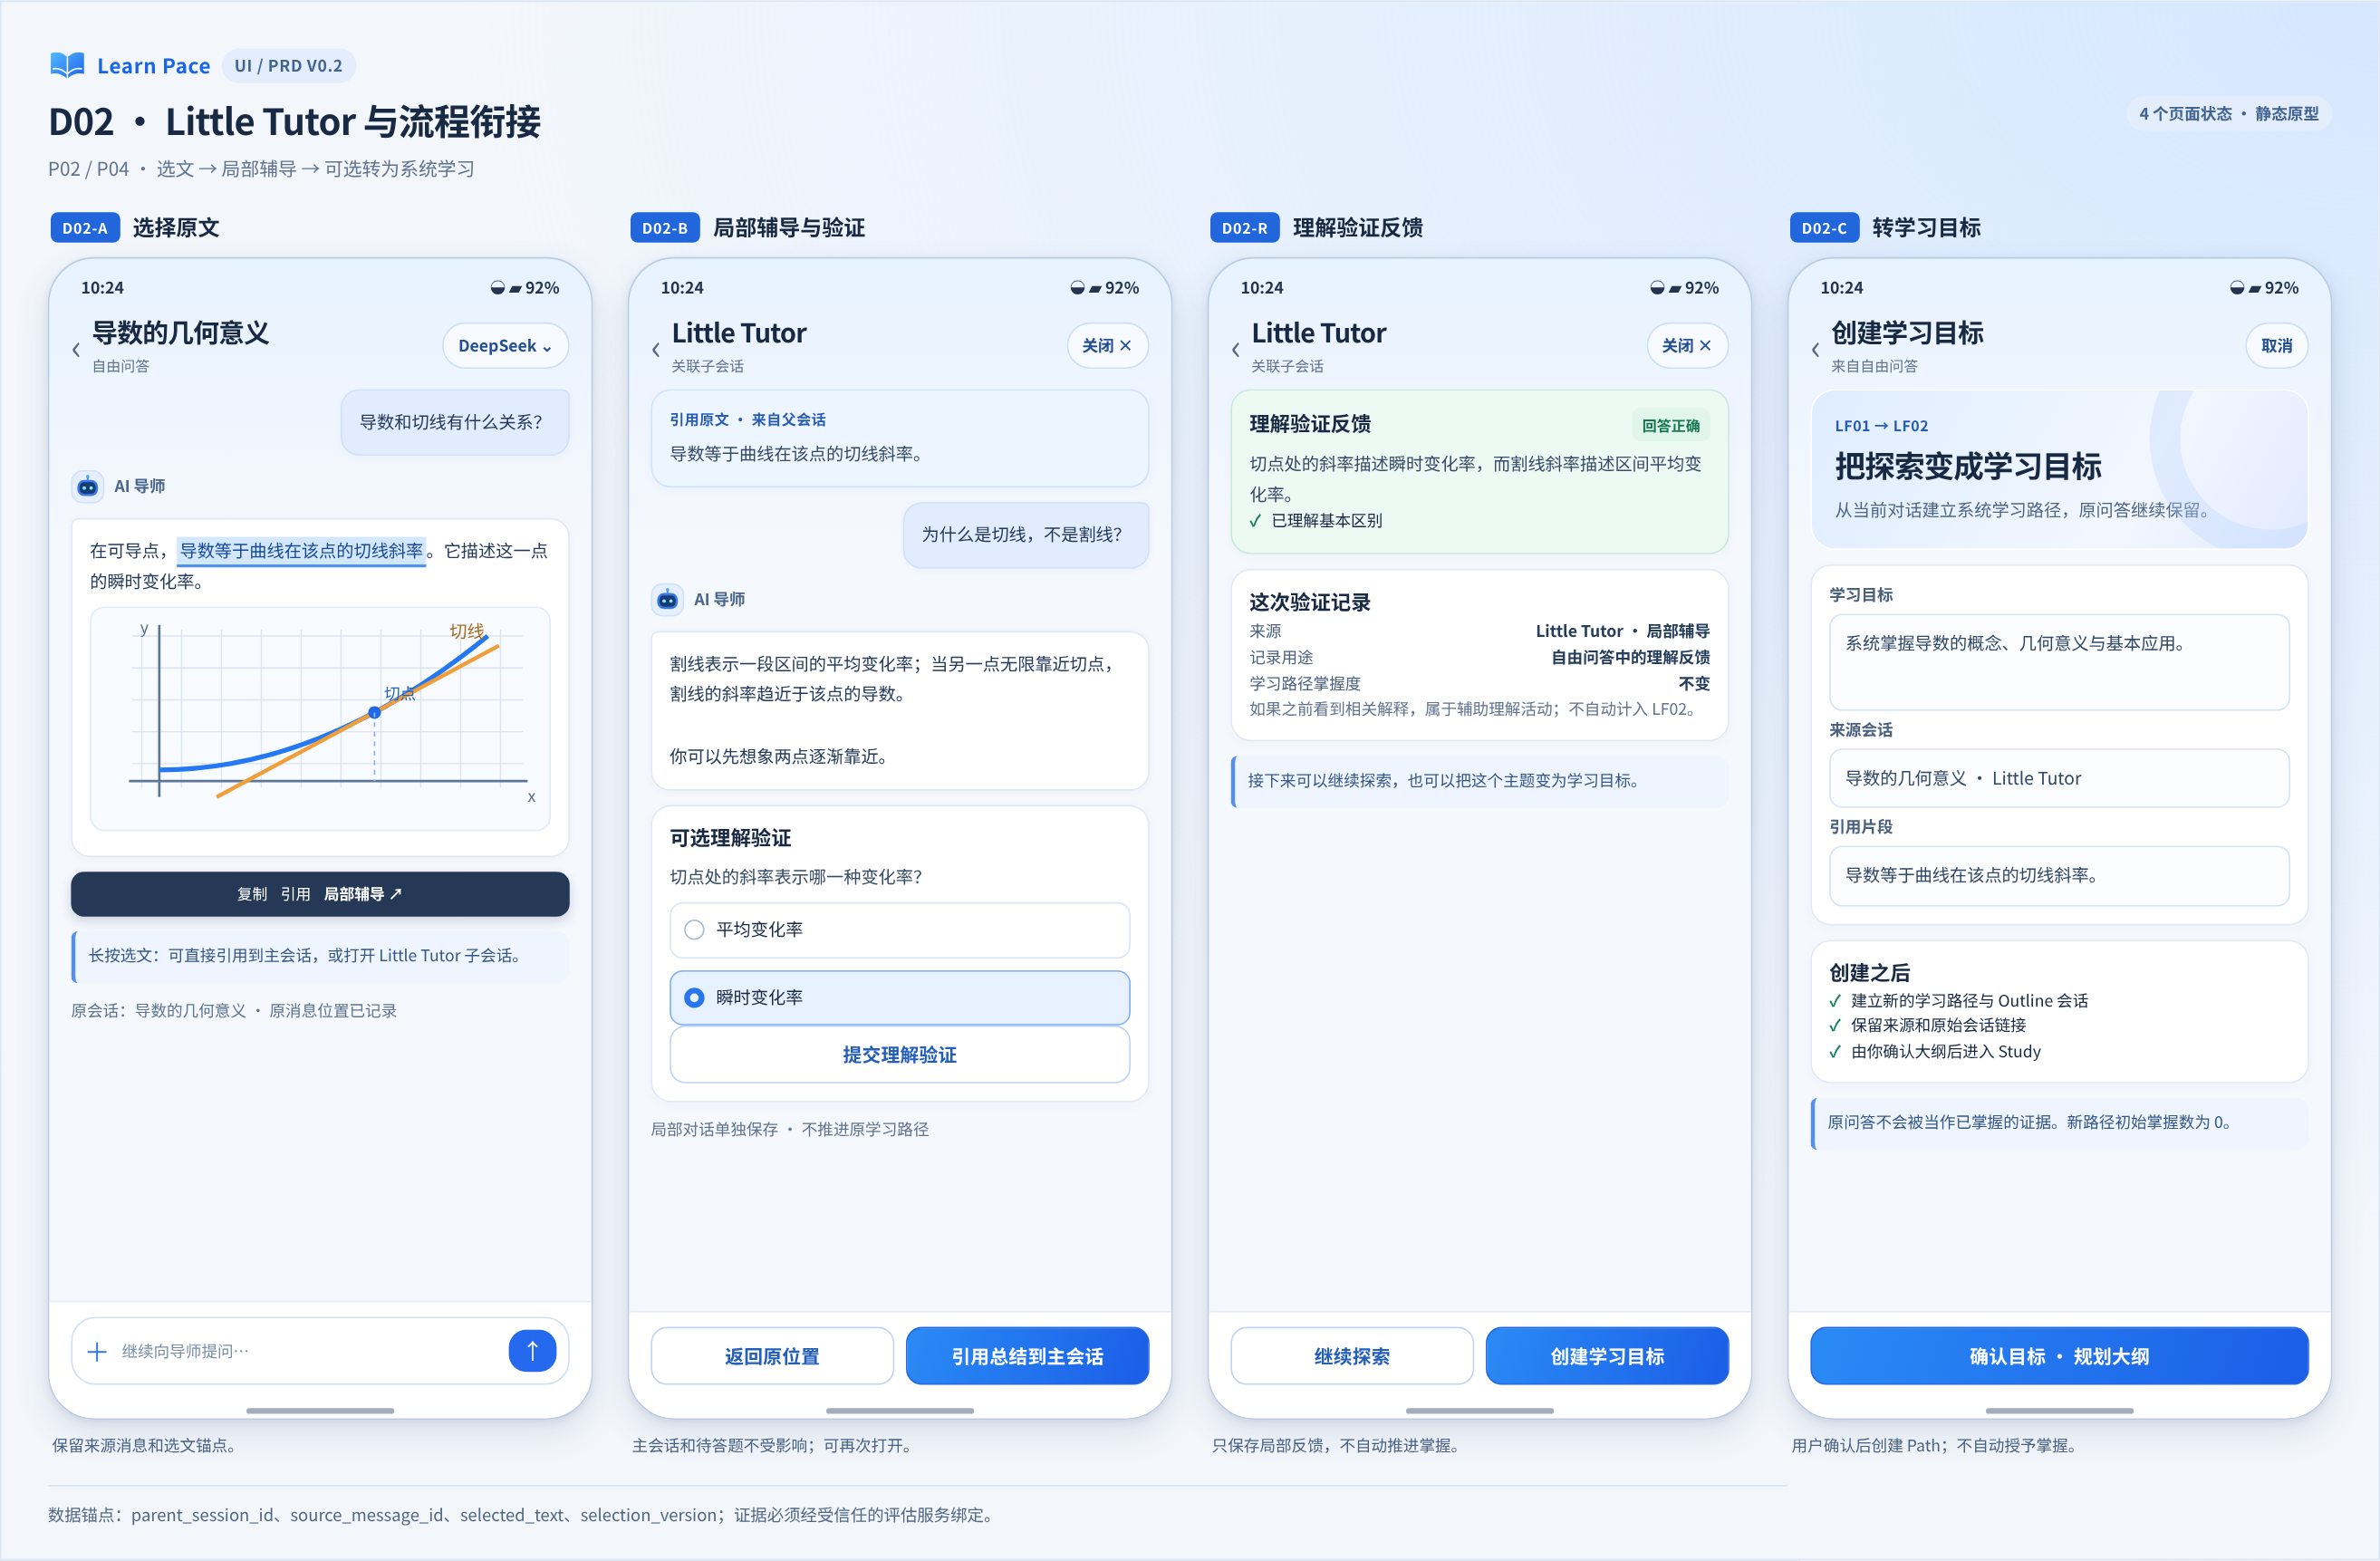 Learn Pace
UI / PRD V0.2
D02 · Little Tutor 与流程衔接
4 个页面状态 · 静态原型
P02 / P04 · 选文 → 局部辅导 → 可选转为系统学习
D02-A 选择原文
10:24
92%
‹ 导数的几何意义
自由问答
DeepSeek ⌄
导数和切线有什么关系？
AI 导师
在可导点，导数等于曲线在该点的切线斜率。它描述这一点
的瞬时变化率。
y
切线
切点
x
复制 引用 局部辅导 ↗
长按选文：可直接引用到主会话，或打开 Little Tutor 子会话。
原会话：导数的几何意义 · 原消息位置已记录
继续向导师提问…
↑
保留来源消息和选文锚点。
D02-B 局部辅导与验证
10:24
92%
‹ Little Tutor
关联子会话
关闭 ×
引用原文 · 来自父会话
导数等于曲线在该点的切线斜率。
为什么是切线，不是割线？
AI 导师
割线表示一段区间的平均变化率；当另一点无限靠近切点，
割线的斜率趋近于该点的导数。
你可以先想象两点逐渐靠近。
可选理解验证
切点处的斜率表示哪一种变化率？
平均变化率
瞬时变化率
提交理解验证
局部对话单独保存 · 不推进原学习路径
返回原位置
引用总结到主会话
主会话和待答题不受影响；可再次打开。
D02-R 理解验证反馈
10:24
92%
‹ Little Tutor
关联子会话
关闭 ×
理解验证反馈
回答正确
切点处的斜率描述瞬时变化率，而割线斜率描述区间平均变
化率。
✓ 已理解基本区别
这次验证记录
来源 Little Tutor · 局部辅导
记录用途 自由问答中的理解反馈
学习路径掌握度 不变
如果之前看到相关解释，属于辅助理解活动；不自动计入 LF02。
接下来可以继续探索，也可以把这个主题变为学习目标。
继续探索
创建学习目标
只保存局部反馈，不自动推进掌握。
D02-C 转学习目标
10:24
92%
‹ 创建学习目标
来自自由问答
取消
LF01 → LF02
把探索变成学习目标
从当前对话建立系统学习路径，原问答继续保留。
学习目标
系统掌握导数的概念、几何意义与基本应用。
来源会话
导数的几何意义 · Little Tutor
引用片段
导数等于曲线在该点的切线斜率。
创建之后
✓ 建立新的学习路径与 Outline 会话
✓ 保留来源和原始会话链接
✓ 由你确认大纲后进入 Study
原问答不会被当作已掌握的证据。新路径初始掌握数为 0。
确认目标 · 规划大纲
用户确认后创建 Path；不自动授予掌握。
数据锚点：parent_session_id、source_message_id、selected_text、selection_version；证据必须经受信任的评估服务绑定。